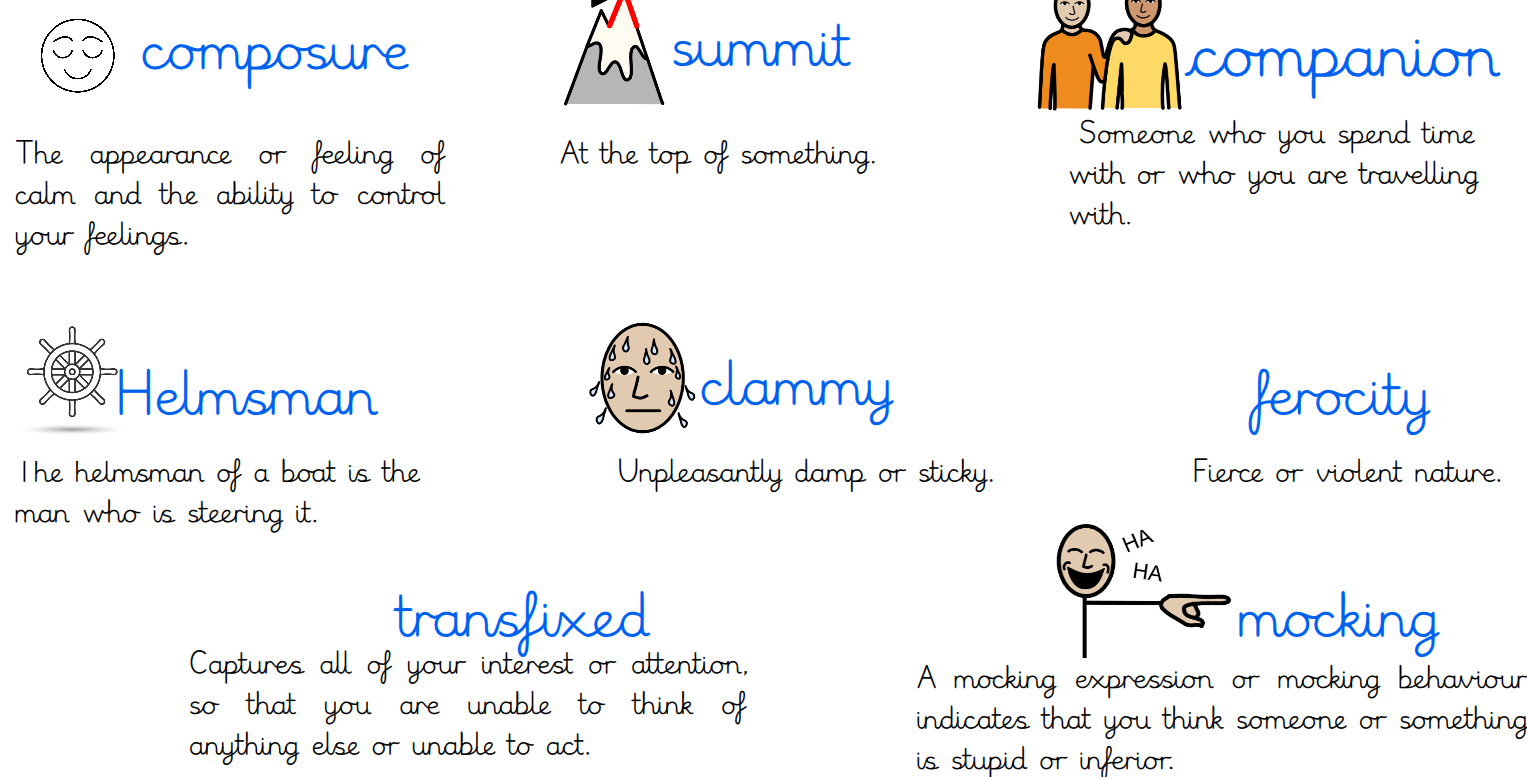 composure
The appearance or feeling of
calm and the ability to control
your feelings.
summit
At the top of something.
companion
Someone who you spend time
with or who you are travelling
with.
Helmsman
The helmsman of a boat is the
man who is steering it.
clammy
Unpleasantly damp or sticky.
ferocity
Fierce or violent nature.
transfixed
Captures all of your interest or attention,
so that you are unable to think of
anything else or unable to act.
HA
HA
mocking
A mocking expression or mocking behaviour
indicates that you think someone or something
is stupid or inferior.